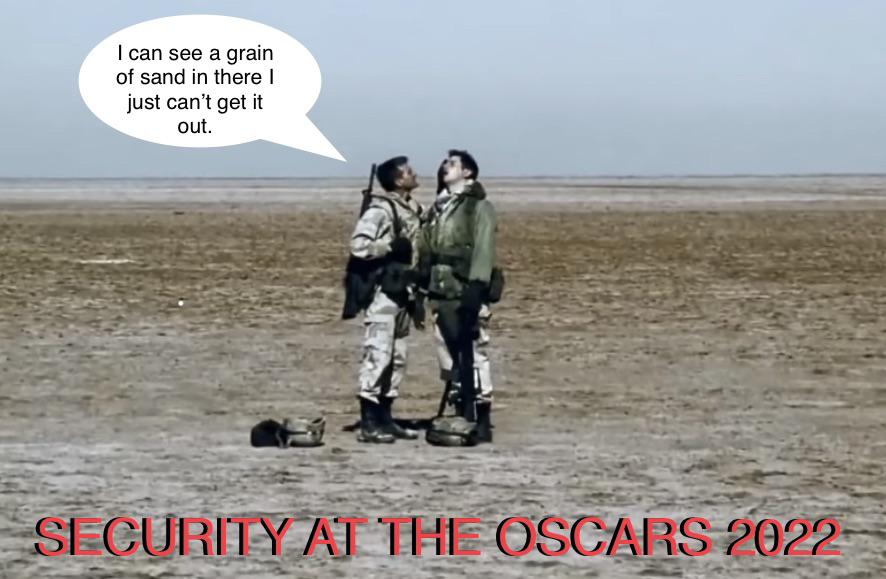 I can see a grain
of sand in there I
just can’t get it
out.
SECURITY AT THE OSCARS 2022